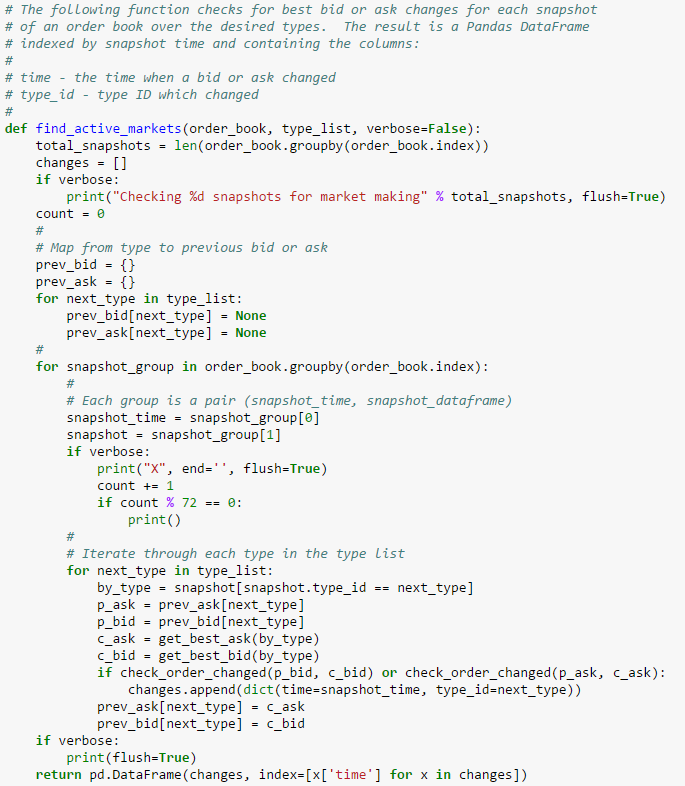 # The following function checks for best bid or ask changes for each snapshot
# of an order book over the desired types.  The result is a Pandas DataFrame
# indexed by snapshot time and containing the columns:
#
# time - the time when a bid or ask changed
# type_id - type ID which changed
#
def find_active_markets(order_book, type_list, verbose=False):
    total_snapshots = len(order_book.groupby(order_book.index))
    changes = []
    if verbose:
        print("Checking %d snapshots for market making" % total_snapshots, flush=True)
    count = 0
    #
    # Map from type to previous bid or ask
    prev_bid = {}
    prev_ask = {}
    for next_type in type_list:
        prev_bid[next_type] = None
        prev_ask[next_type] = None
    #
    for snapshot_group in order_book.groupby(order_book.index):
        #
        # Each group is a pair (snapshot_time, snapshot_dataframe)
        snapshot_time = snapshot_group[0]
        snapshot = snapshot_group[1]
        if verbose:
            print("X", end='', flush=True)
            count += 1
            if count % 72 == 0:
                print()
        #
        # Iterate through each type in the type list
        for next_type in type_list:
            by_type = snapshot[snapshot.type_id == next_type]
            p_ask = prev_ask[next_type]
            p_bid = prev_bid[next_type]
            c_ask = get_best_ask(by_type)
            c_bid = get_best_bid(by_type)
            if check_order_changed(p_bid, c_bid) or check_order_changed(p_ask, c_ask):
                changes.append(dict(time=snapshot_time, type_id=next_type))
            prev_ask[next_type] = c_ask
            prev_bid[next_type] = c_bid
    if verbose:
        print(flush=True)
    return pd.DataFrame(changes, index=[x['time'] for x in changes])